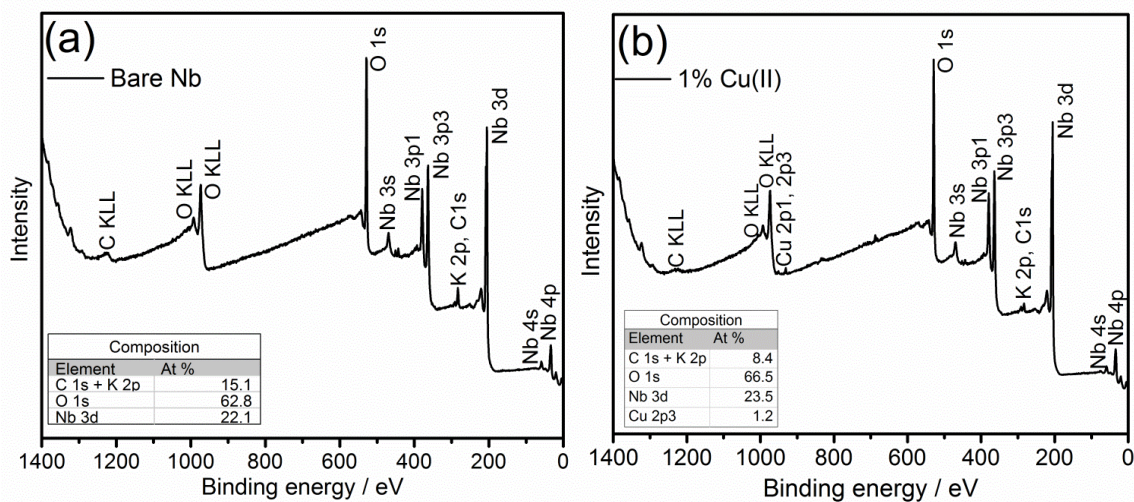 (a)
Bare Nb
C KLL
O KLL
O KLL
O 1s
Nb 3s
Nb 3p1
Nb 3p3
K 2p, C1s
Nb 3d
Nb 4s
Nb 4p
Intensity
Composition
Element At %
C 1s + K 2p 15.1
O 1s 62.8
Nb 3d 22.1
1400 1200 1000 800 600 400 200 0
Binding energy / eV
(b)
1% Cu(II)
C KLL
O KLL
O KLL
Cu 2p1, 2p3
O 1s
Nb 3s
Nb 3p1
Nb 3p3
K 2p, C1s
Nb 3d
Nb 4s
Nb 4p
Intensity
Composition
Element At %
C 1s + K 2p 8.4
O 1s 66.5
Nb 3d 23.5
Cu 2p3 1.2
1400 1200 1000 800 600 400 200 0
Binding energy / eV